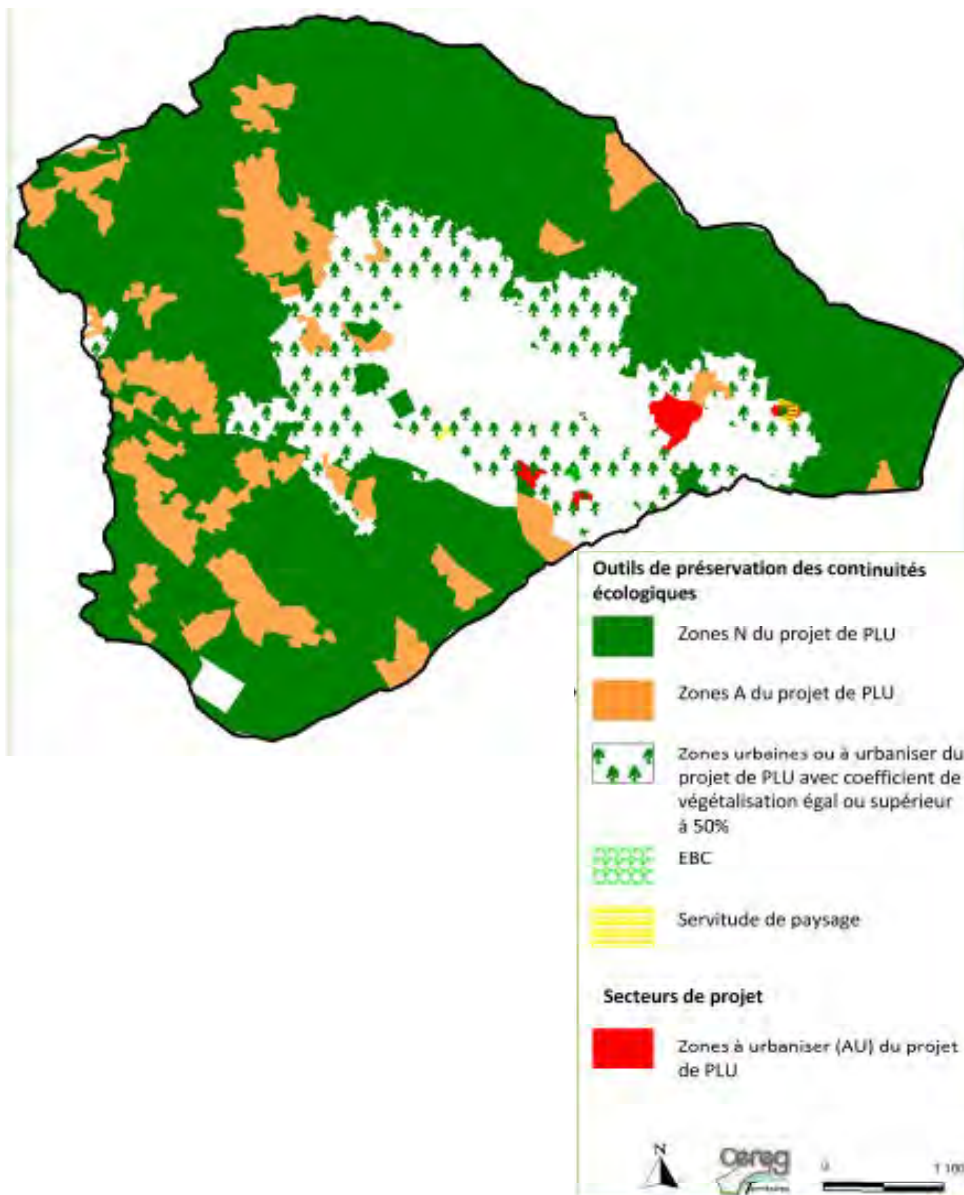 Outils de préservation des continuités
écologiques
Zones N du projet de PLU
Zones A du projet de PLU
Zones urbaines ou à urbaniser du
projet de PLU avec coefficient de
végétalisation égal ou supérieur
à 50%
EBC
Servitude de paysage
Secteurs de projet
Zones à urbaniser (AU) du projet
de PLU
N
Cereg
0